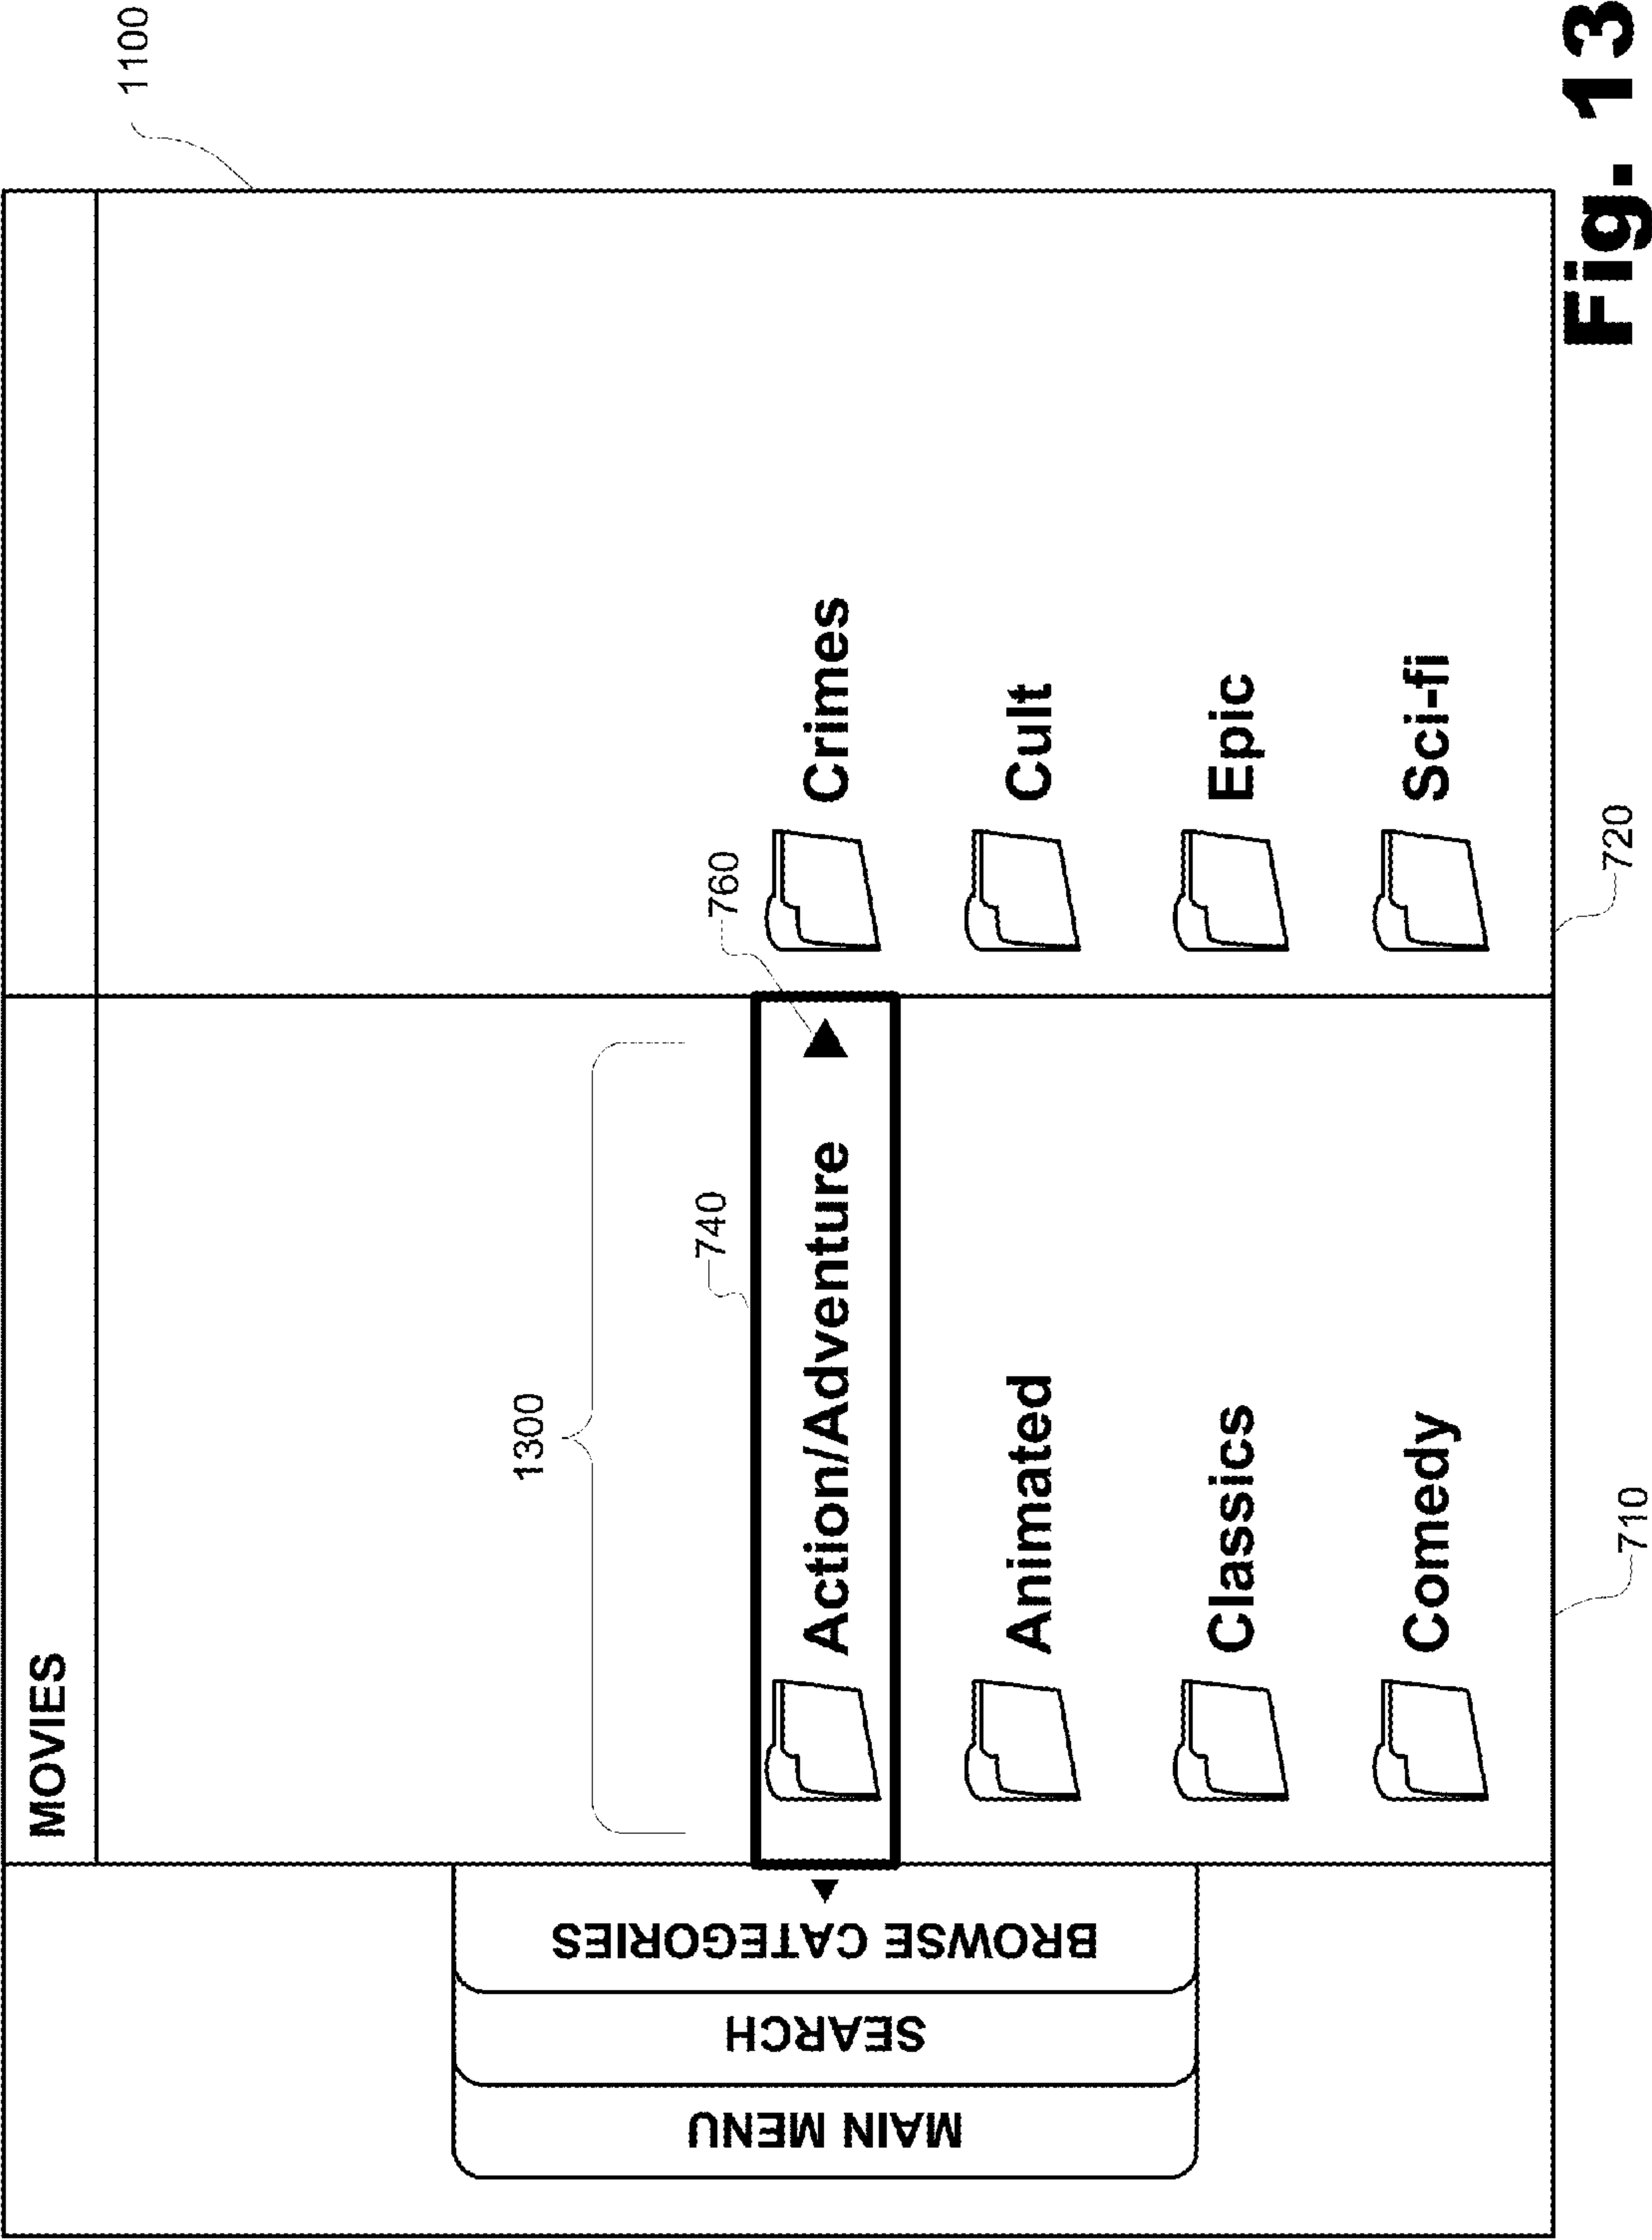 1100
MOVIES
1300
740
760
MAIN MENU
SEARCH
BROWSE CATEGORIES
Action/Adventure
Animated
Classics
Comedy
Crimes
Cult
Epic
Sci-fi
710
720
Fig. 13